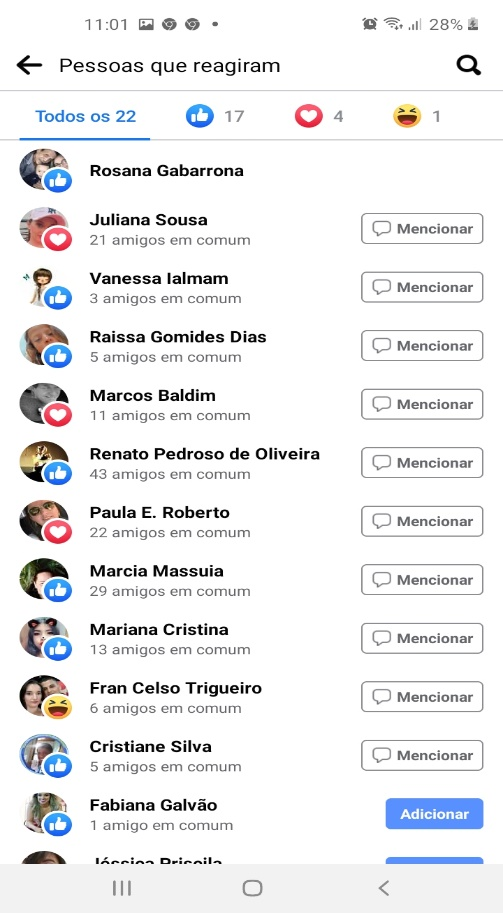 11:01 28%
Pessoas que reagiram
Todos os 22 17 4 1
Rosana Gabarrona
Juliana Sousa
21 amigos em comum
Mencionar
Vanessa Ialmam
3 amigos em comum
Mencionar
Raissa Gomides Dias
5 amigos em comum
Mencionar
Marcos Baldim
11 amigos em comum
Mencionar
Renato Pedroso de Oliveira
43 amigos em comum
Mencionar
Paula E. Roberto
22 amigos em comum
Mencionar
Marcia Massuia
29 amigos em comum
Mencionar
Mariana Cristina
13 amigos em comum
Mencionar
Fran Celso Trigueiro
6 amigos em comum
Mencionar
Cristiane Silva
5 amigos em comum
Mencionar
Fabiana Galvão
1 amigo em comum
Adicionar
Jéssica Priscila